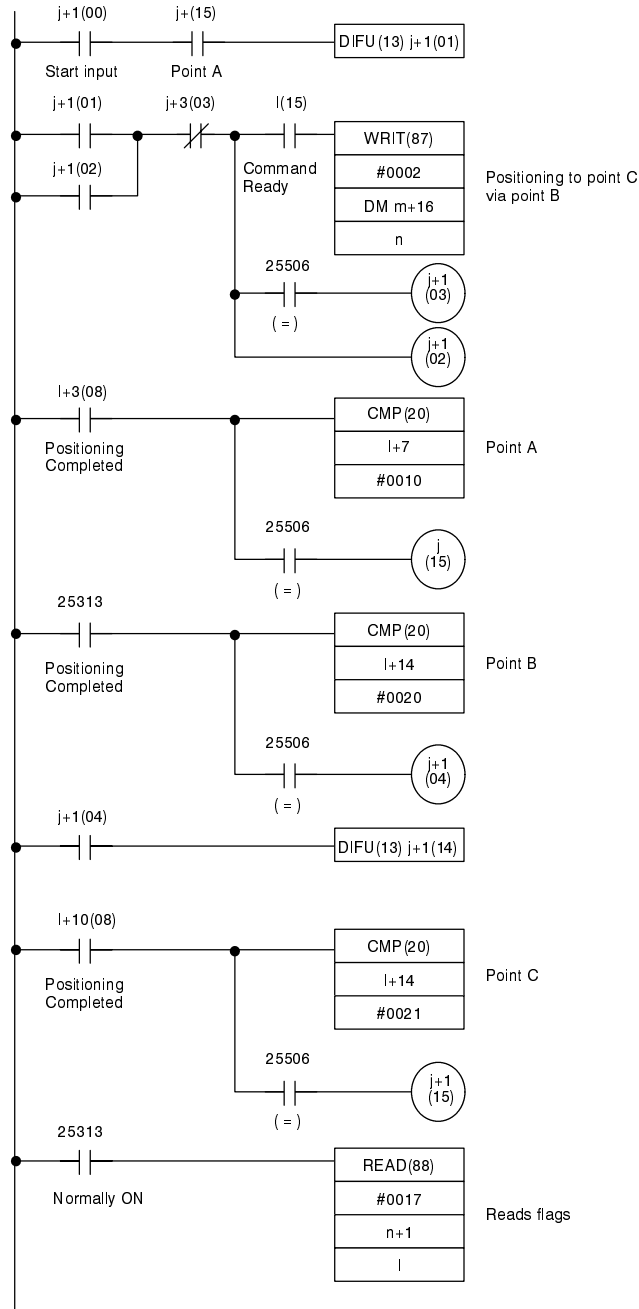 j+1(00) j+(15)
DIFU(13) j+1(01)
Start input Point A
j+1(01) j+3(03) l(15)
WRIT(87)
#0002
DM m+16
n
j+1(02)
Command
Ready
Positioning to point C
via point B
25506
( = )
j+1
(03)
j+1
(02)
l+3(08)
Positioning
Completed
CMP(20)
l+7
#0010
Point A
25506
( = )
j
(15)
25313
Positioning
Completed
CMP(20)
l+14
#0020
Point B
25506
( = )
j+1
(04)
j+1(04)
DIFU(13) j+1(14)
l+10(08)
Positioning
Completed
CMP(20)
l+14
#0021
Point C
25506
( = )
j+1
(15)
25313
Normally ON
READ(88)
#0017
n+1
l
Reads flags